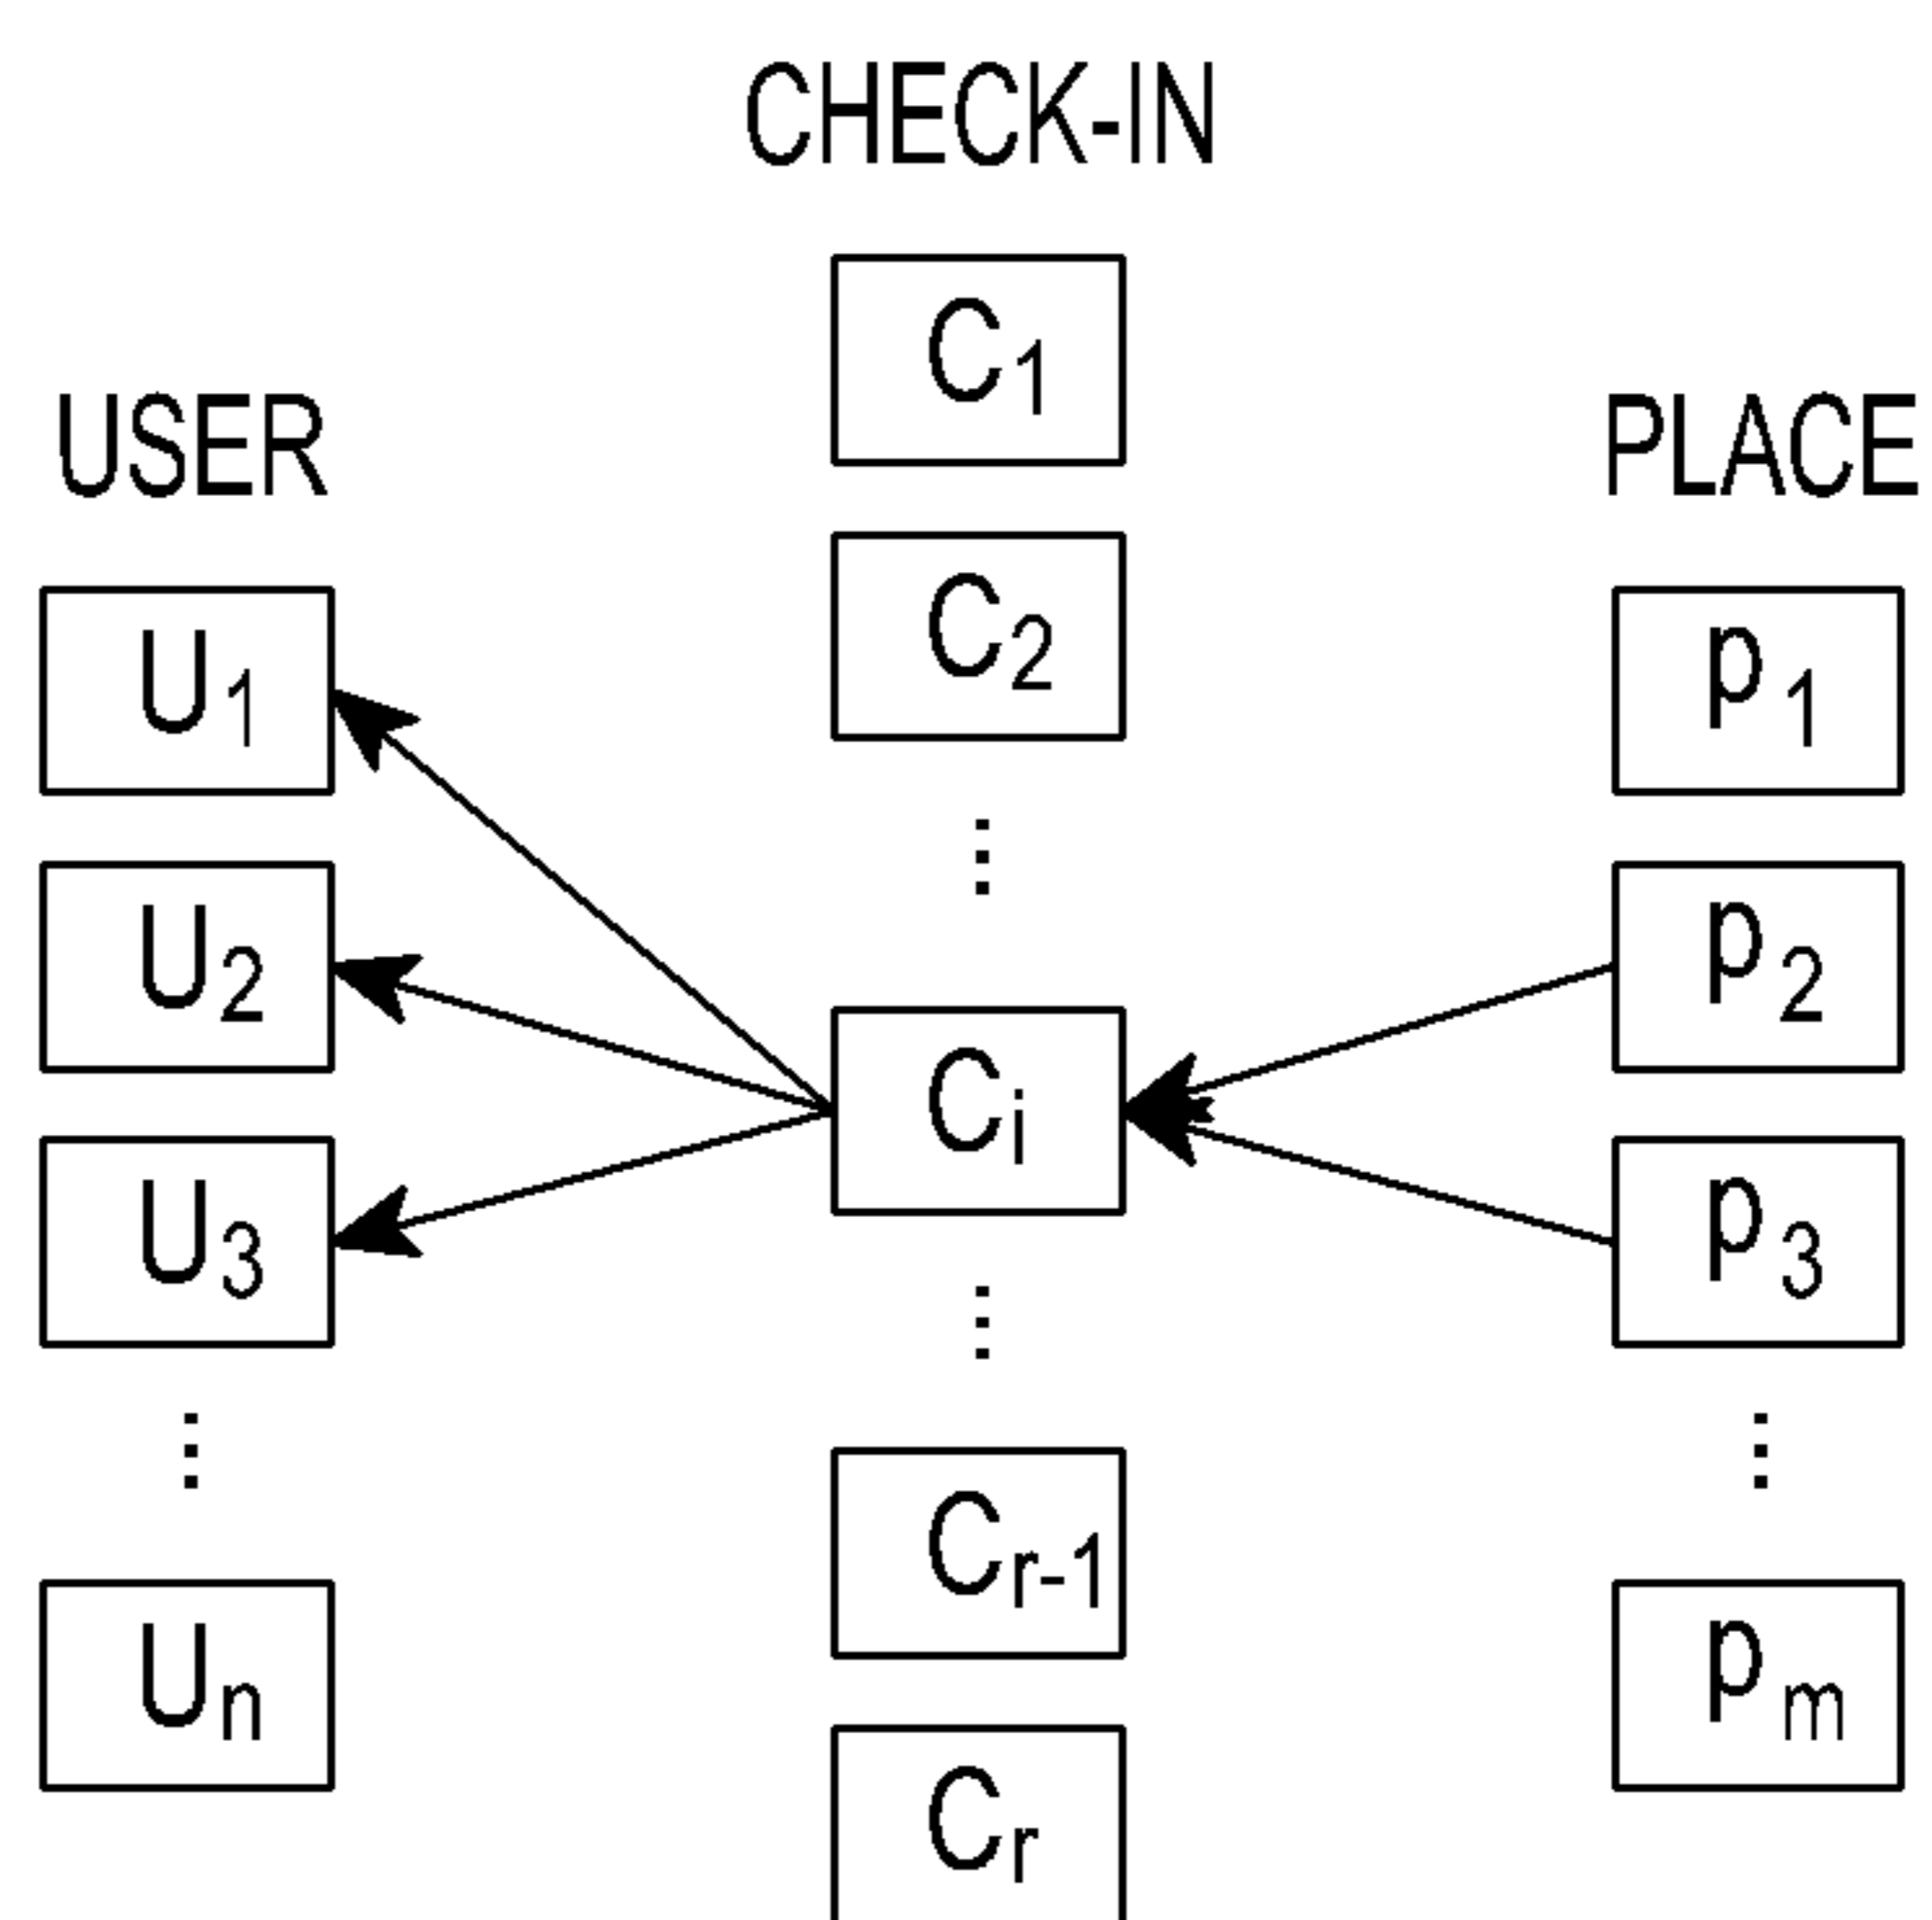 CHECK-IN
C1
USER
PLACE
C2
U1
p1
⋮
U2
p2
Ci
U3
p3
⋮
⋮
⋮
Cr-1
Un
pm
Cr